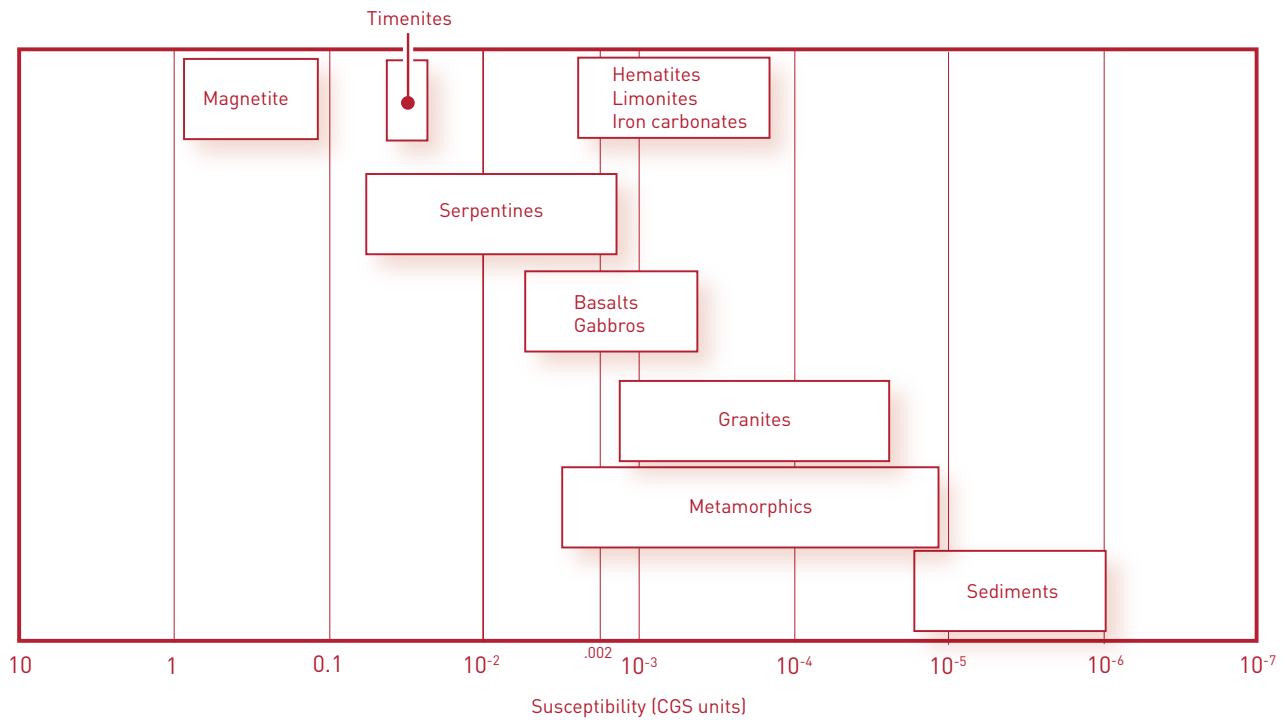 Timenites
Magnetite
Hematites
Limonites
Iron carbonates
Serpentines
Basalts
Gabbros
Granites
Metamorphics
Sediments
10 1 0.1 10⁻² .002 10⁻³ 10⁻⁴ 10⁻⁵ 10⁻⁶ 10⁻⁷
Susceptibility (CGS units)